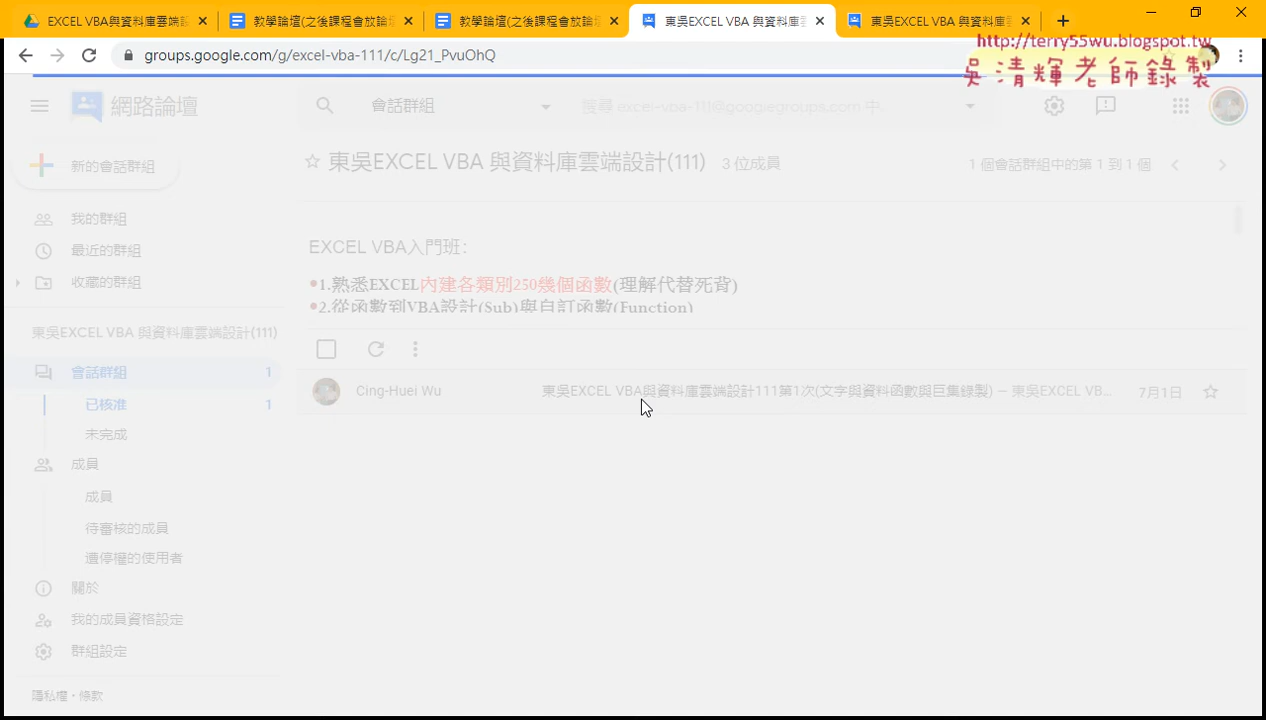 EXCEL VBA與資料庫雲端設
教學論壇(之後課程會放論壇
教學論壇(之後課程會放論壇
東吳EXCEL VBA 與資料庫雲
東吳EXCEL VBA 與資料庫
groups.google.com/g/excel-vba-111/c/Lg21_PvuOhQ
http://terry55wu.blogspot.tw
吳清輝老師錄製
網路論壇
會話群組
搜尋 excel-vba-111@googlegroups.com 中
新的會話群組
東吳EXCEL VBA 與資料庫雲端設計(111)
3 位成員
1 個會話群組中的第 1 到 1 個
我的群組
最近的群組
收藏的群組
EXCEL VBA入門班:
•1.熟悉EXCEL內建各類別250幾個函數(理解代替死背)
•2.從函數到VBA設計(Sub)與自訂函數(Function)
東吳EXCEL VBA 與資料庫雲端設計(111)
會話群組 1
已核准 1
未完成
成員
成員
待審核的成員
遭停權的使用者
關於
我的成員資格設定
群組設定
隱私權・條款
Cing-Huei Wu
東吳EXCEL VBA與資料庫雲端設計111第1次(文字與資料函數與巨集錄製) – 東吳EXCEL VB...
7月1日